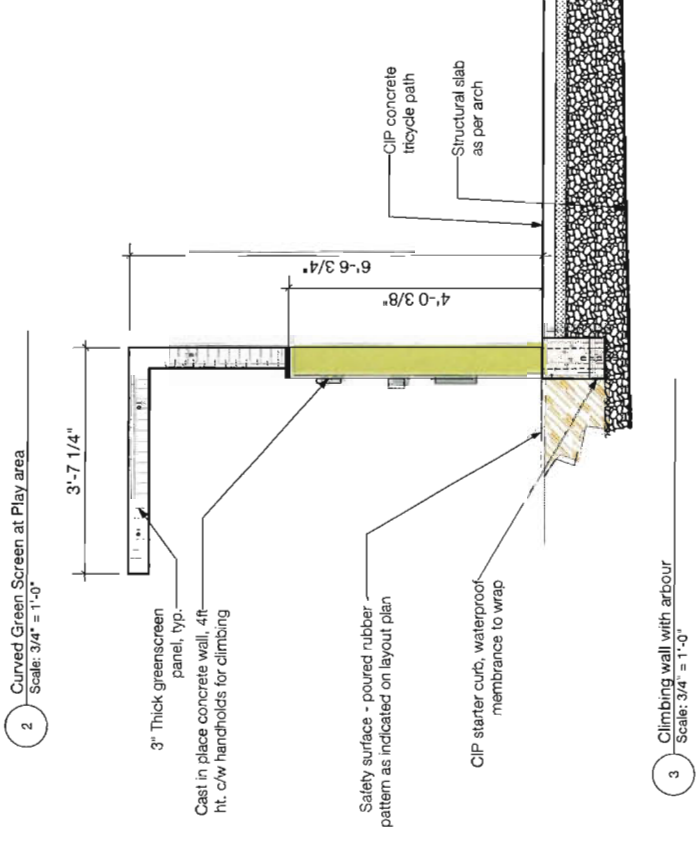 2
Curved Green Screen at Play area
Scale: 3/4" = 1'-0"
3'-7 1/4"
6'-6 3/4"
4'-0 3/8"
3" Thick greenscreen
panel, typ.
Cast in place concrete wall, 4ft
ht. c/w handholds for climbing
Safety surface - poured rubber -
pattern as indicated on layout plan
CIP starter curb, waterproof
membrance to wrap
CIP concrete
tricycle path
Structural slab
as per arch
3
Climbing wall with arbour
Scale: 3/4" = 1'-0"